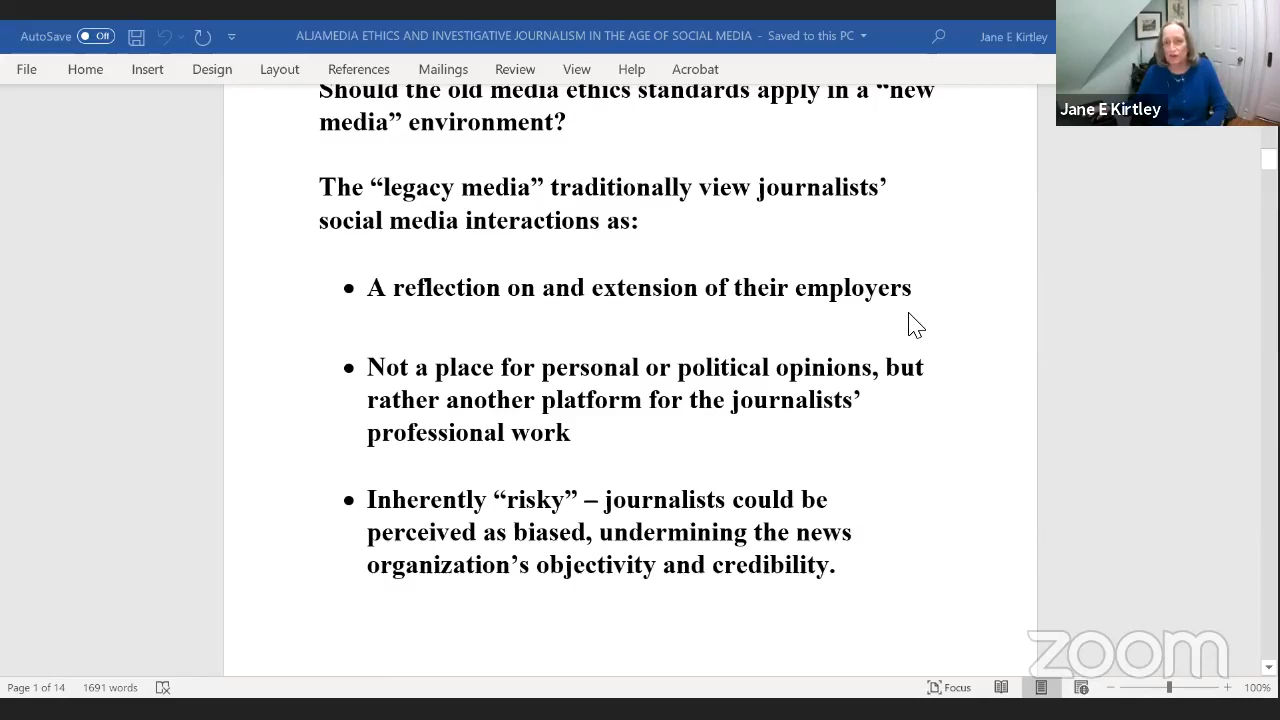 AutoSave Off
ALJAMEDIA ETHICS AND INVESTIGATIVE JOURNALISM IN THE AGE OF SOCIAL MEDIA - Saved to this PC
Jane E Kirtley
File Home Insert Design Layout References Mailings Review View Help Acrobat
Jane E Kirtley
Should the old media ethics standards apply in a “new
media” environment?
The “legacy media” traditionally view journalists’
social media interactions as:
• A reflection on and extension of their employers
• Not a place for personal or political opinions, but
rather another platform for the journalists’
professional work
• Inherently “risky” – journalists could be
perceived as biased, undermining the news
organization’s objectivity and credibility.
zoom
Page 1 of 14 1691 words Focus 100%